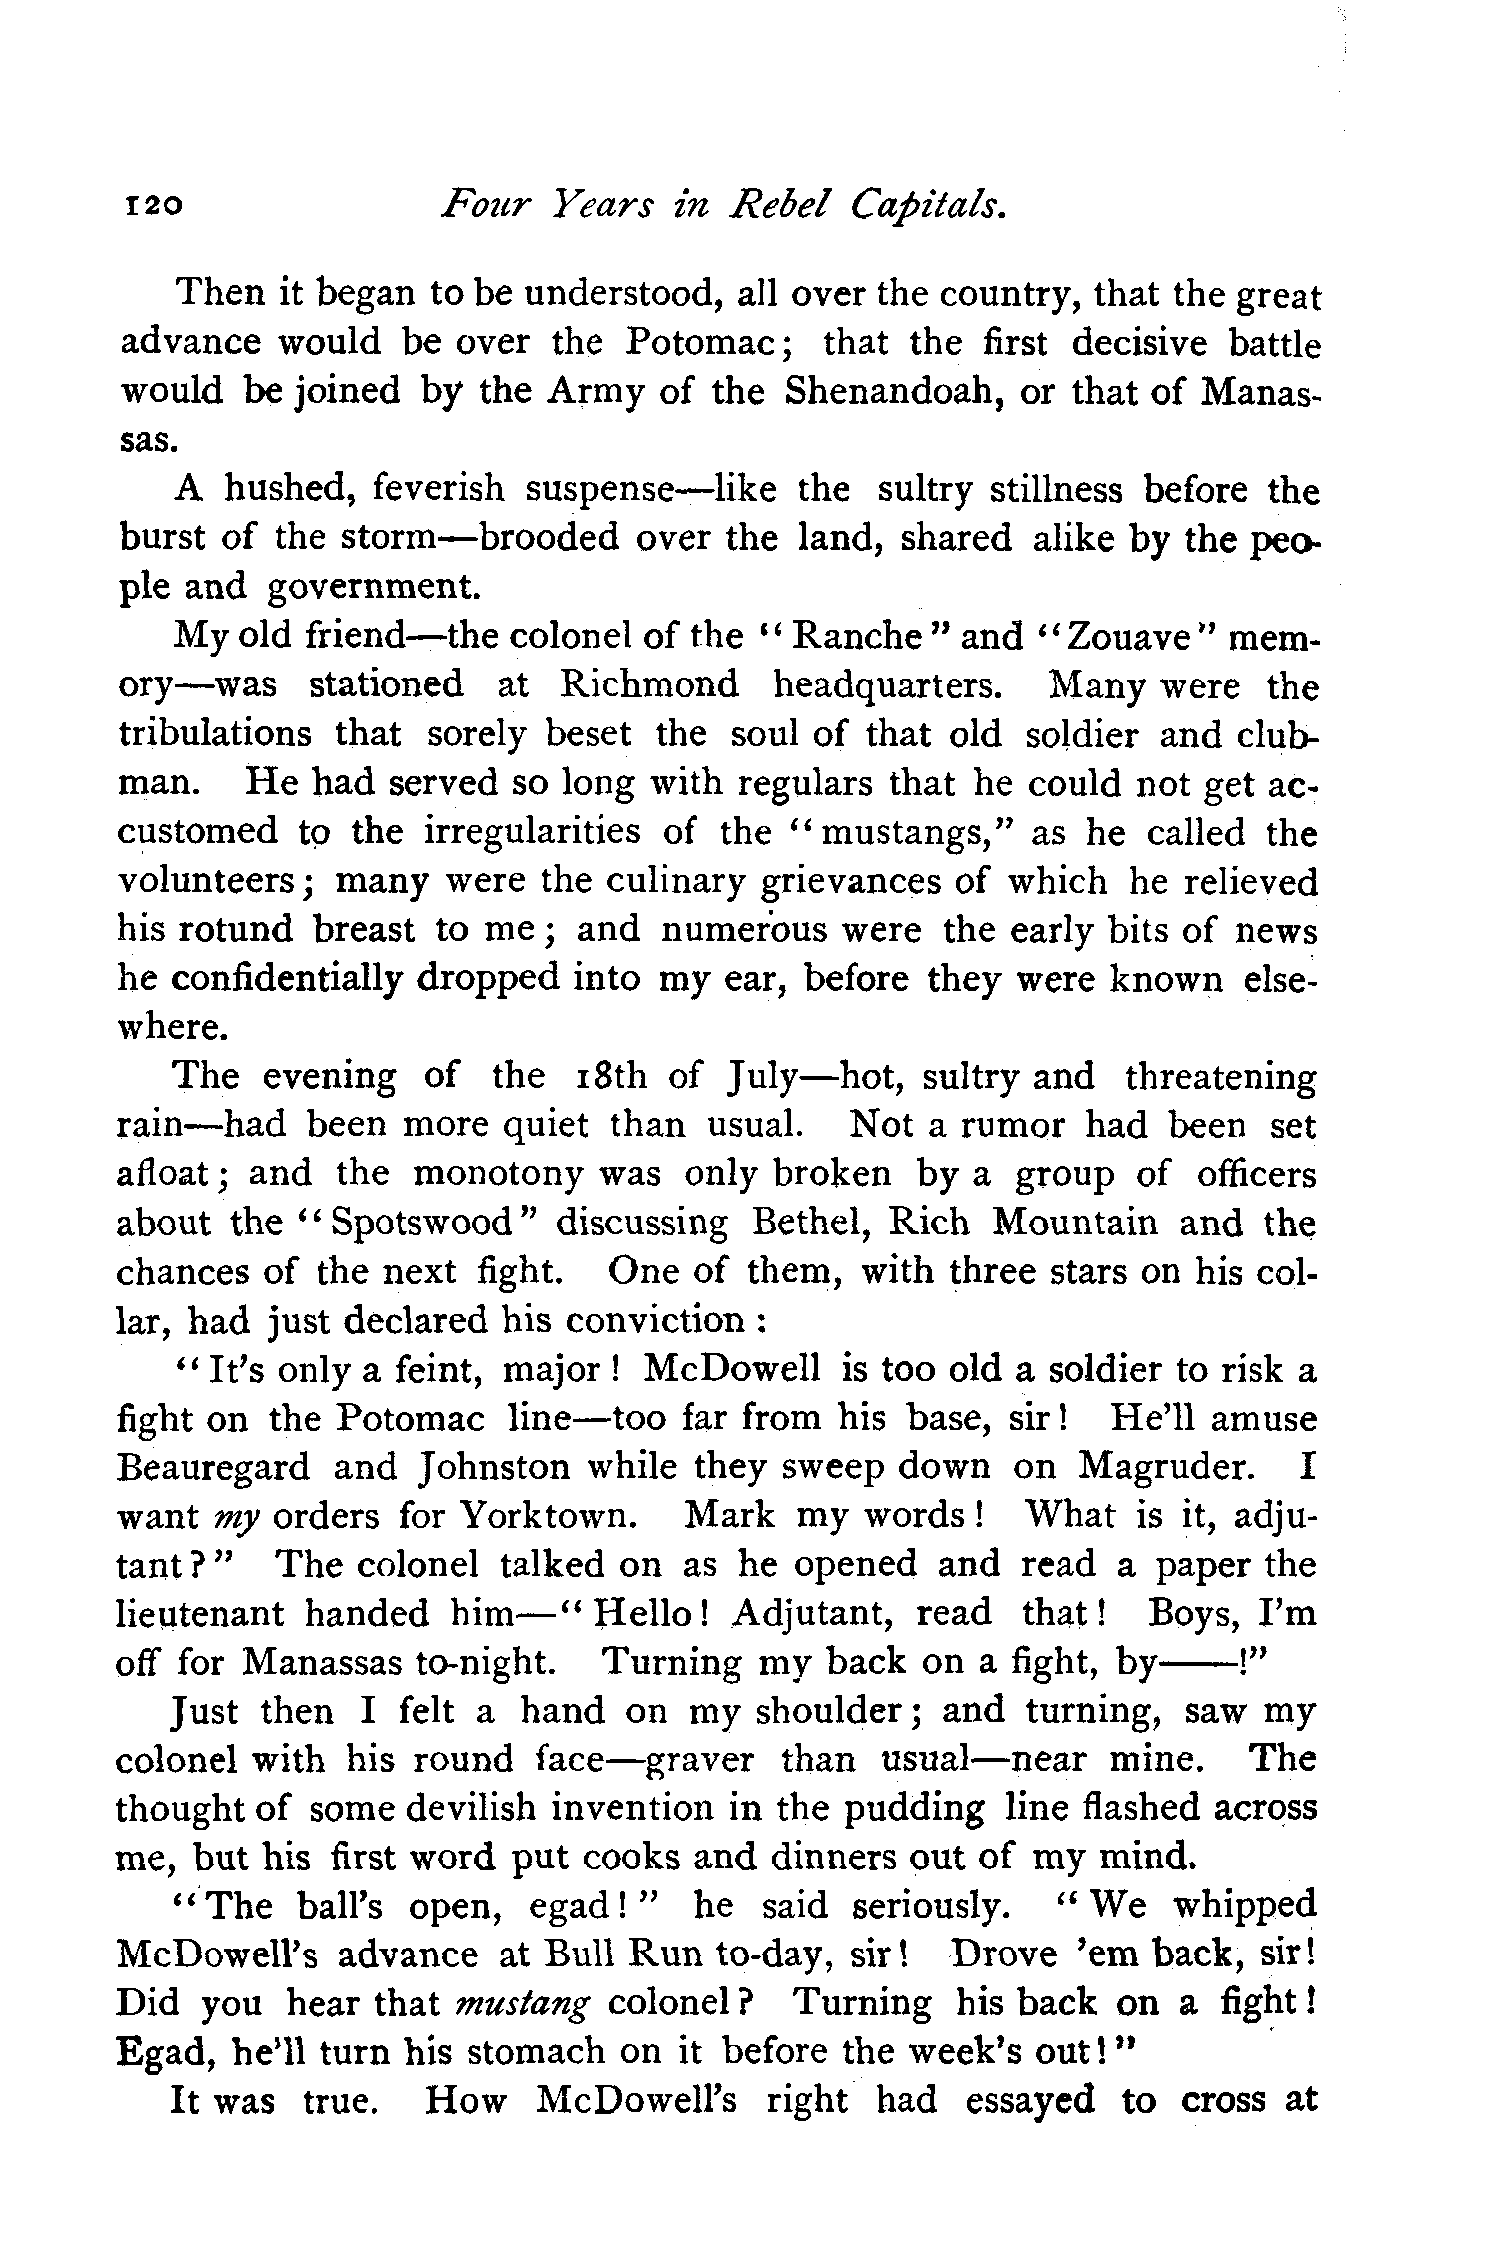 120 Four Years in Rebel Capitals.
Then it began to be understood, all over the country, that the great
advance would be over the Potomac; that the first decisive battle
would be joined by the Army of the Shenandoah, or that of Manas-
sas.
A hushed, feverish suspense—like the sultry stillness before the
burst of the storm—brooded over the land, shared alike by the peo-
ple and government.
My old friend—the colonel of the "Ranche" and "Zouave" mem-
ory—was stationed at Richmond headquarters. Many were the
tribulations that sorely beset the soul of that old soldier and club-
man. He had served so long with regulars that he could not get ac-
customed to the irregularities of the "mustangs," as he called the
volunteers; many were the culinary grievances of which he relieved
his rotund breast to me; and numerous were the early bits of news
he confidentially dropped into my ear, before they were known else-
where.
The evening of the 18th of July—hot, sultry and threatening
rain—had been more quiet than usual. Not a rumor had been set
afloat; and the monotony was only broken by a group of officers
about the "Spotswood" discussing Bethel, Rich Mountain and the
chances of the next fight. One of them, with three stars on his col-
lar, had just declared his conviction:
"It's only a feint, major! McDowell is too old a soldier to risk a
fight on the Potomac line—too far from his base, sir! He'll amuse
Beauregard and Johnston while they sweep down on Magruder. I
want my orders for Yorktown. Mark my words! What is it, adju-
tant?" The colonel talked on as he opened and read a paper the
lieutenant handed him—"Hello! Adjutant, read that! Boys, I'm
off for Manassas to-night. Turning my back on a fight, by——!"
Just then I felt a hand on my shoulder; and turning, saw my
colonel with his round face—graver than usual—near mine. The
thought of some devilish invention in the pudding line flashed across
me, but his first word put cooks and dinners out of my mind.
"The ball's open, egad!" he said seriously. "We whipped
McDowell's advance at Bull Run to-day, sir! Drove 'em back, sir!
Did you hear that mustang colonel? Turning his back on a fight!
Egad, he'll turn his stomach on it before the week's out!"
It was true. How McDowell's right had essayed to cross at